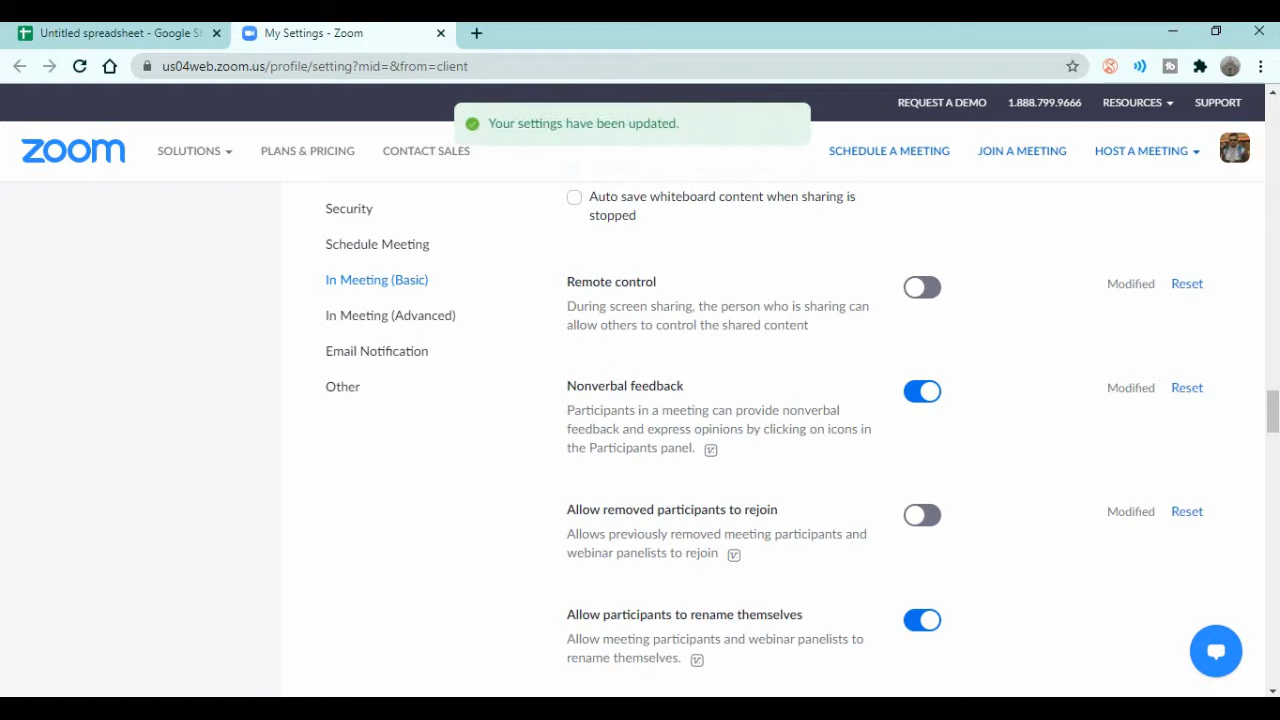 Untitled spreadsheet - Google Sh
My Settings - Zoom
us04web.zoom.us/profile/setting?mid=&from=client
REQUEST A DEMO 1.888.799.9666 RESOURCES SUPPORT
Your settings have been updated.
zoom SOLUTIONS PLANS & PRICING CONTACT SALES SCHEDULE A MEETING JOIN A MEETING HOST A MEETING
Security
Schedule Meeting
In Meeting (Basic)
In Meeting (Advanced)
Email Notification
Other
Auto save whiteboard content when sharing is
stopped
Remote control
During screen sharing, the person who is sharing can
allow others to control the shared content
Modified Reset
Nonverbal feedback
Participants in a meeting can provide nonverbal
feedback and express opinions by clicking on icons in
the Participants panel.
Modified Reset
Allow removed participants to rejoin
Allows previously removed meeting participants and
webinar panelists to rejoin
Modified Reset
Allow participants to rename themselves
Allow meeting participants and webinar panelists to
rename themselves.